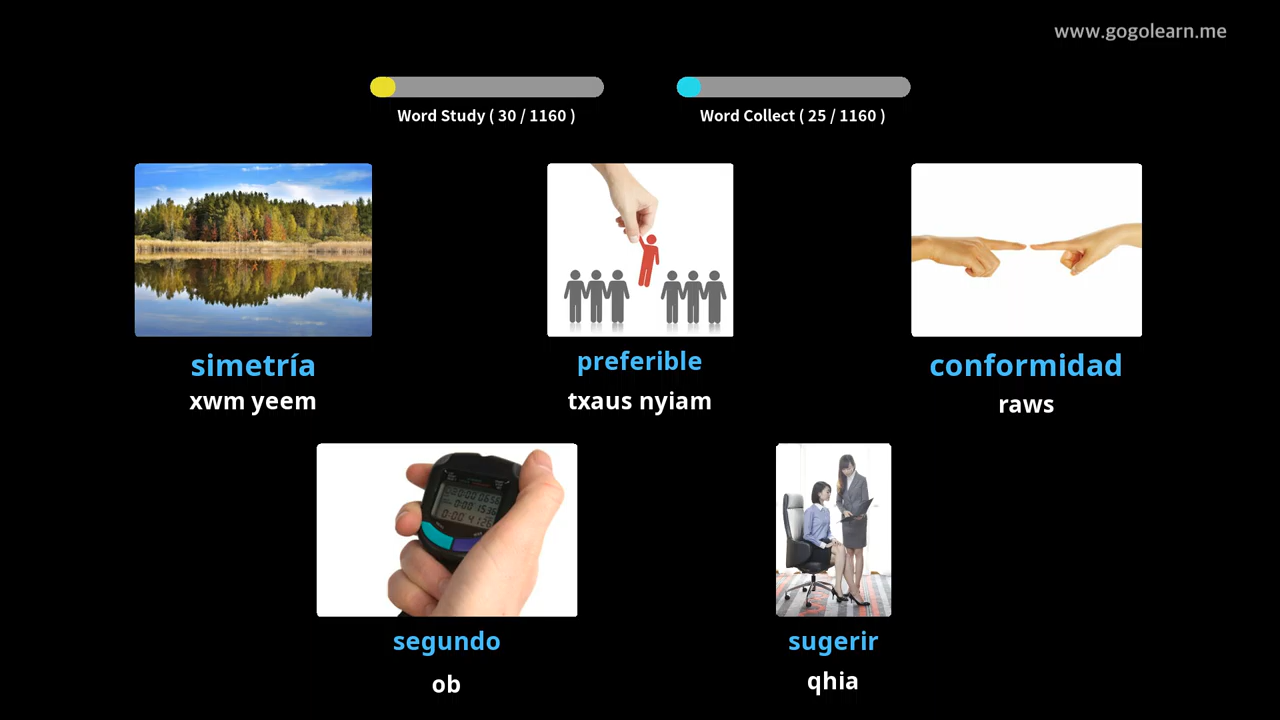 www.gogolearn.me
Word Study ( 30 / 1160 )
Word Collect ( 25 / 1160 )
simetría
xwm yeem
preferible
txaus nyiam
conformidad
raws
segundo
ob
sugerir
qhia